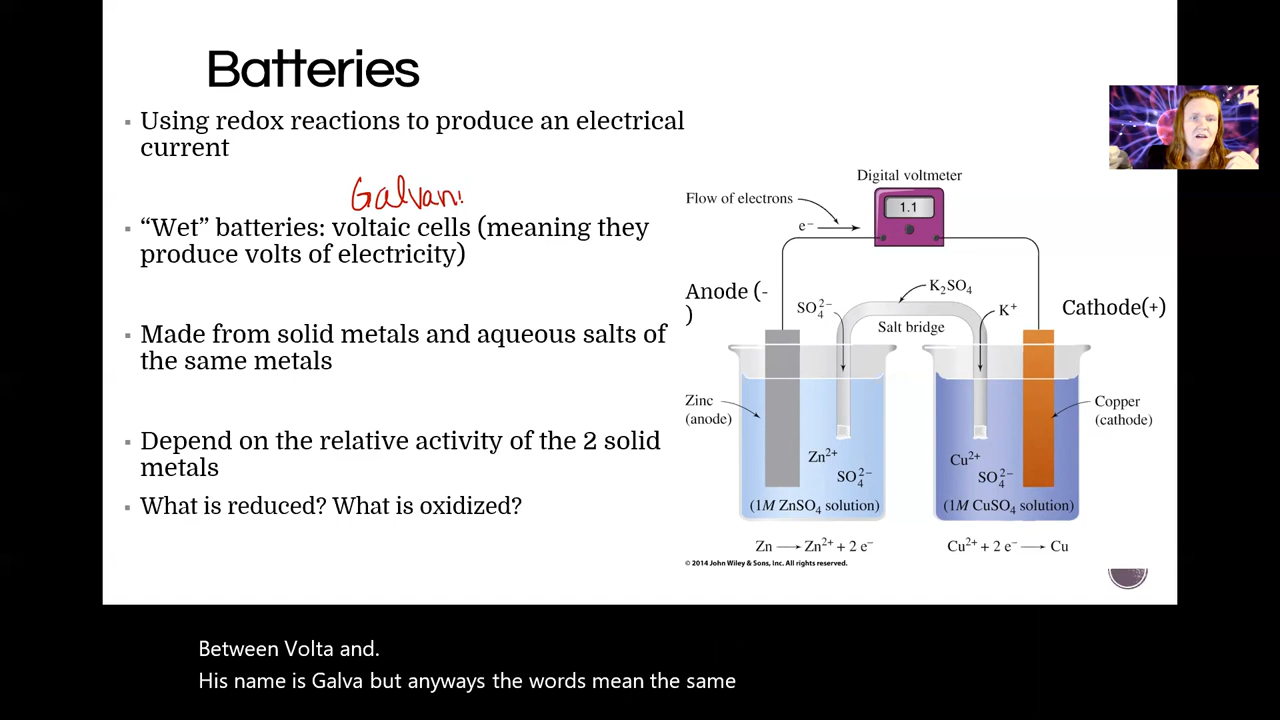 Batteries
▪ Using redox reactions to produce an electrical
current
Galvani
▪ “Wet” batteries: voltaic cells (meaning they
produce volts of electricity)
▪ Made from solid metals and aqueous salts of
the same metals
▪ Depend on the relative activity of the 2 solid
metals
▪ What is reduced? What is oxidized?
Digital voltmeter
Flow of electrons
1.1
e⁻
Anode (-
)
SO₄²⁻
K₂SO₄
K⁺
Cathode(+)
Salt bridge
Zinc
(anode)
Copper
(cathode)
Zn²⁺
SO₄²⁻
(1M ZnSO₄ solution)
Cu²⁺
SO₄²⁻
(1M CuSO₄ solution)
Zn ⟶ Zn²⁺ + 2 e⁻
Cu²⁺ + 2 e⁻ ⟶ Cu
© 2014 John Wiley & Sons, Inc. All rights reserved.
Between Volta and.
His name is Galva but anyways the words mean the same